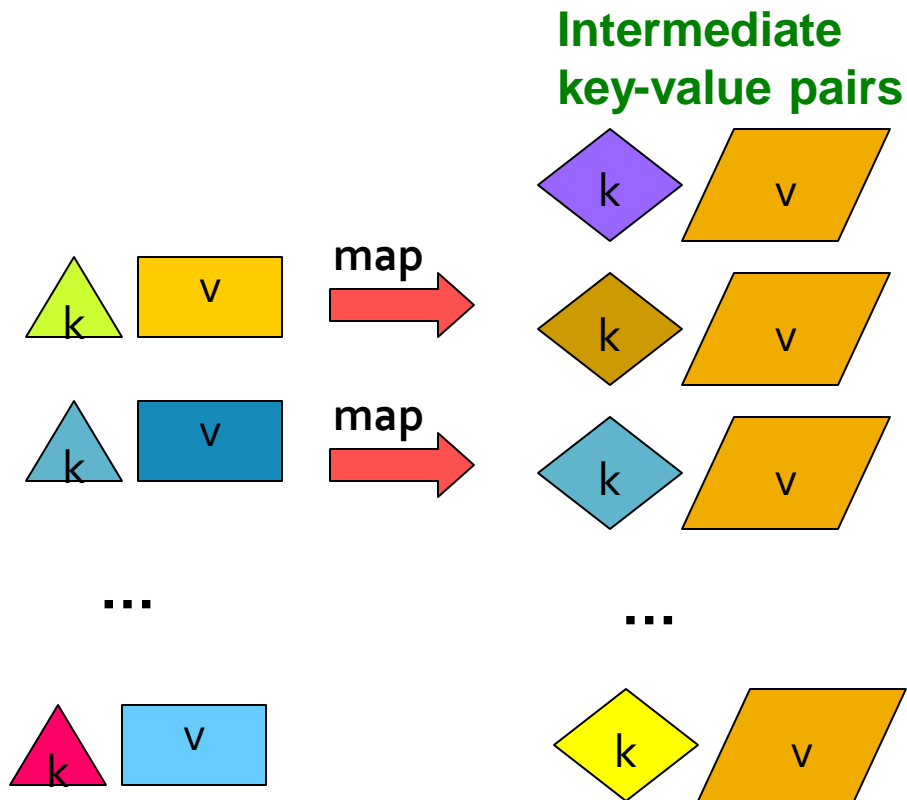 Intermediate
key-value pairs
k v
map
k v
k v
map
k v
k v
...
...
k v
k v